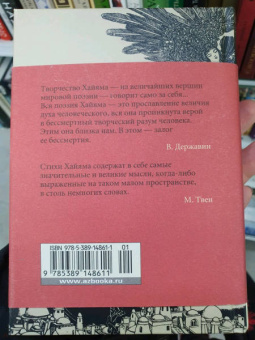 Творчество Хайяма — на величайших вершинах
мировой поэзии — говорит само за себя...
Вся поэзия Хайяма — это прославление величия
духа человеческого, вся она проникнута верой
в бессмертный творческий разум человека.
Этим она близка нам. В этом — залог
ее бессмертия.
В. Державин
Стихи Хайяма содержат в себе самые
значительные и великие мысли, когда-либо
выраженные на таком малом пространстве,
в столь немногих словах.
М. Твен
ISBN 978-5-389-14861-1
01
9 785389 148611
www.azbooka.ru